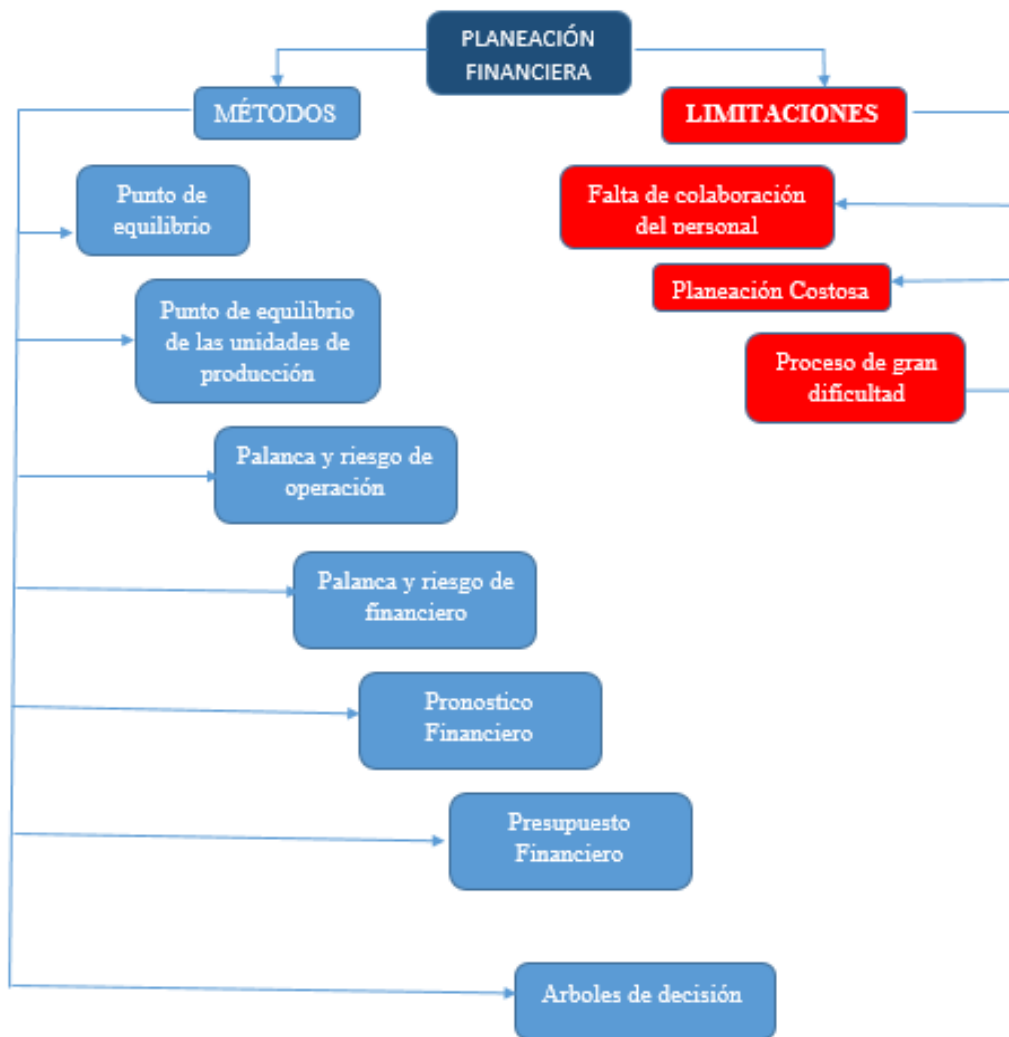 PLANEACIÓN
FINANCIERA
MÉTODOS
Punto de
equilibrio
Punto de equilibrio
de las unidades de
producción
Palanca y riesgo de
operación
Palanca y riesgo de
financiero
Pronostico
Financiero
Presupuesto
Financiero
Arboles de decisión
LIMITACIONES
Falta de colaboración
del personal
Planeación Costosa
Proceso de gran
dificultad